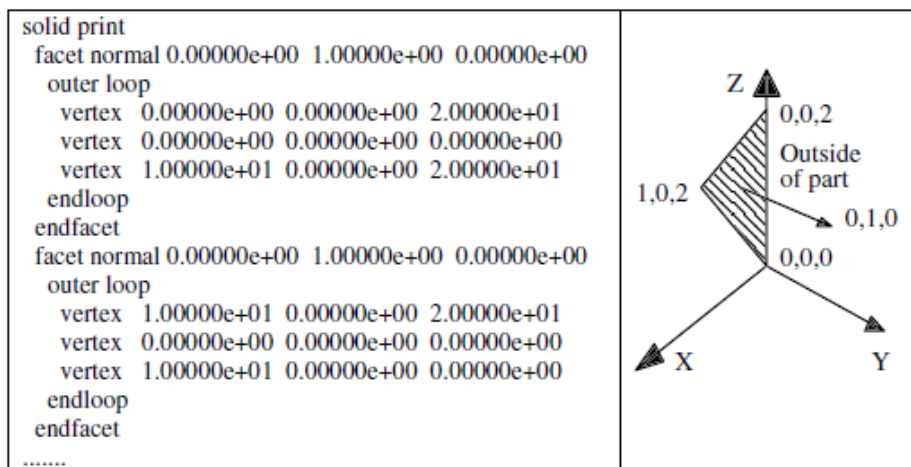 solid print
facet normal 0.00000e+00 1.00000e+00 0.00000e+00
outer loop
vertex 0.00000e+00 0.00000e+00 2.00000e+01
vertex 0.00000e+00 0.00000e+00 0.00000e+00
vertex 1.00000e+01 0.00000e+00 2.00000e+01
endloop
endfacet
facet normal 0.00000e+00 1.00000e+00 0.00000e+00
outer loop
vertex 1.00000e+01 0.00000e+00 2.00000e+01
vertex 0.00000e+00 0.00000e+00 0.00000e+00
vertex 1.00000e+01 0.00000e+00 0.00000e+00
endloop
endfacet
.......
Z
0,0,2
Outside
of part
1,0,2
0,1,0
0,0,0
X
Y